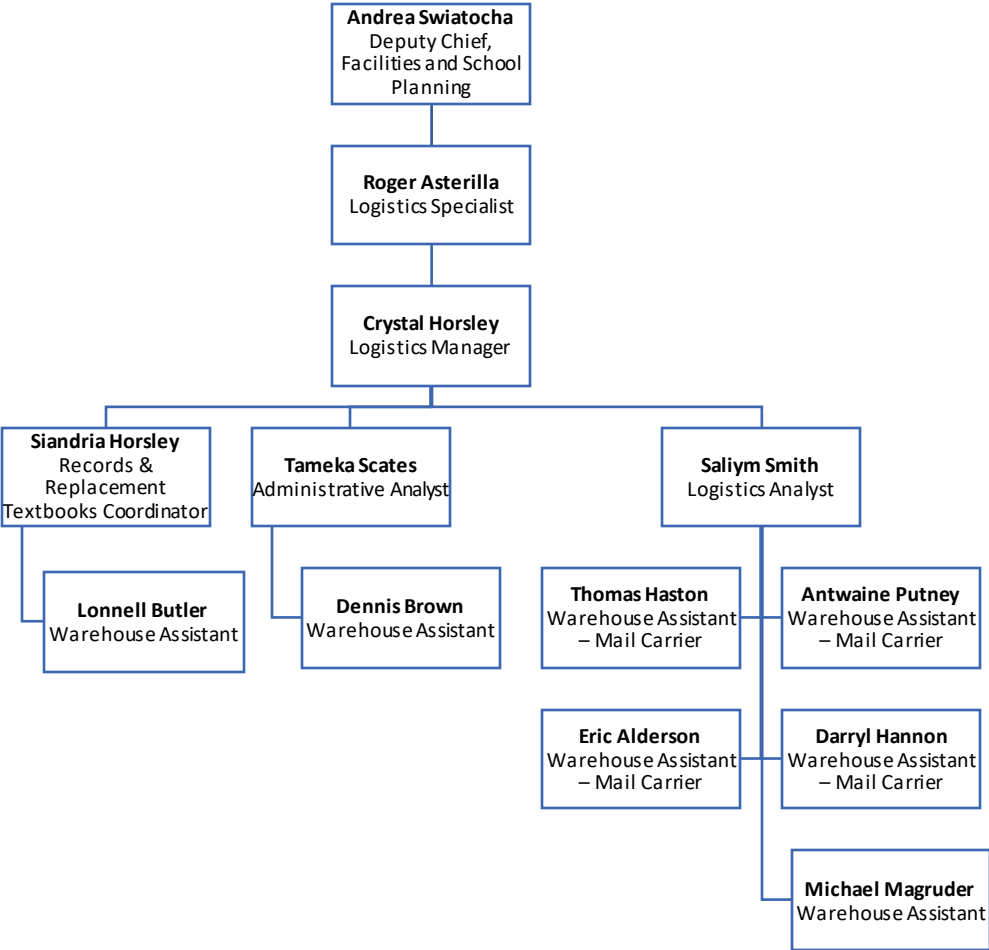 Andrea Swiatocha
Deputy Chief,
Facilities and School
Planning
Roger Asterilla
Logistics Specialist
Crystal Horsley
Logistics Manager
Siandria Horsley
Records &
Replacement
Textbooks Coordinator
Tameka Scates
Administrative Analyst
Saliym Smith
Logistics Analyst
Lonnell Butler
Warehouse Assistant
Dennis Brown
Warehouse Assistant
Thomas Haston
Warehouse Assistant
– Mail Carrier
Antwaine Putney
Warehouse Assistant
– Mail Carrier
Eric Alderson
Warehouse Assistant
– Mail Carrier
Darryl Hannon
Warehouse Assistant
– Mail Carrier
Michael Magruder
Warehouse Assistant